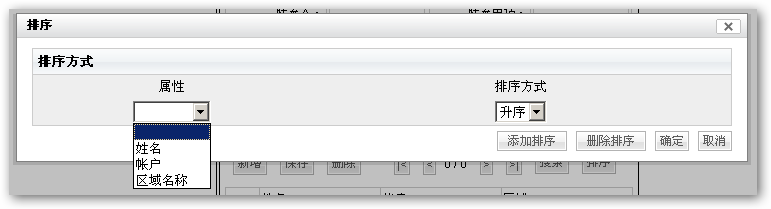 排序
排序方式
属性 排序方式
升序
姓名
帐户
区域名称
添加排序 删除排序 确定 取消
新增 保存 删除 |< < 0 / 0 > >| 搜索 排序